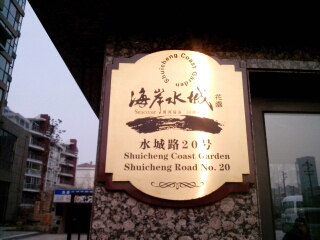 Shuicheng Coast Garden
海岸水城
花園
水城路20号
Shuicheng Coast Garden
Shuicheng Road No. 20